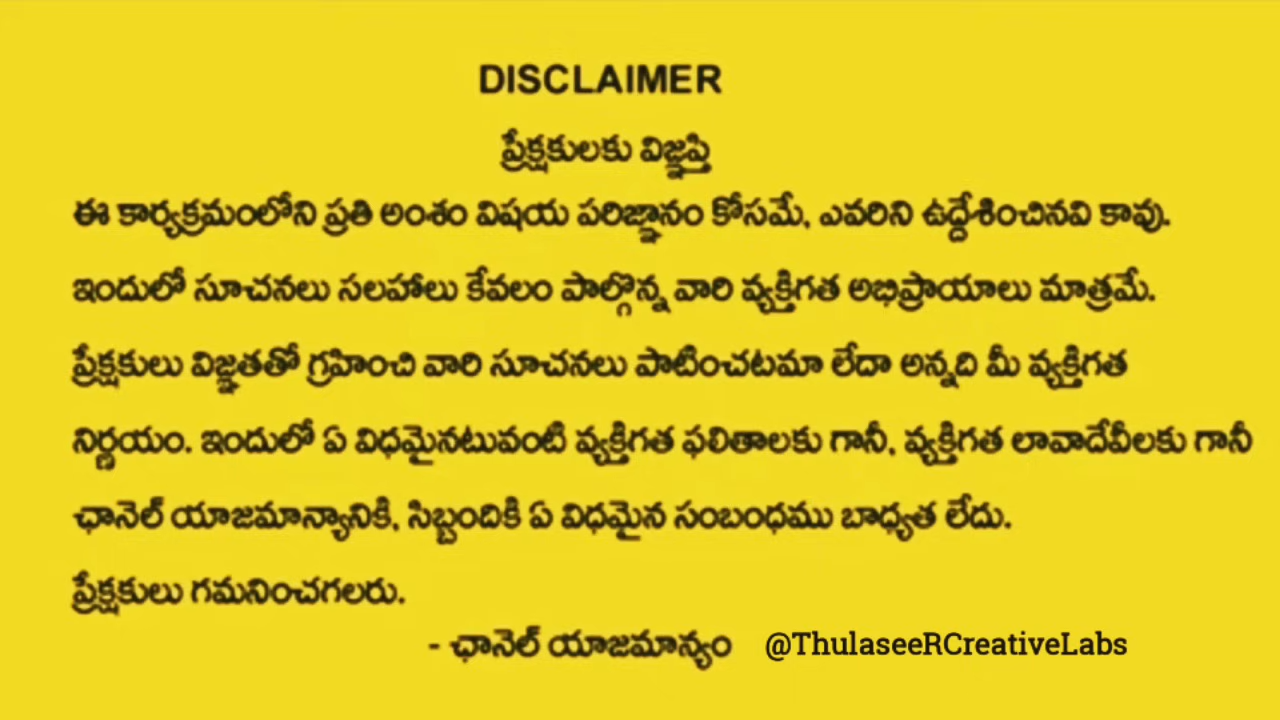 DISCLAIMER
ప్రేక్షకులకు విజ్ఞప్తి
ఈ కార్యక్రమంలోని ప్రతి అంశం విషయ పరిజ్ఞానం కోసమే, ఎవరిని ఉద్దేశించినవి కావు.
ఇందులో సూచనలు సలహాలు కేవలం పాల్గొన్న వారి వ్యక్తిగత అభిప్రాయాలు మాత్రమే.
ప్రేక్షకులు విజ్ఞతతో గ్రహించి వారి సూచనలు పాటించటమా లేదా అన్నది మీ వ్యక్తిగత
నిర్ణయం. ఇందులో ఏ విధమైనటువంటి వ్యక్తిగత ఫలితాలకు గానీ, వ్యక్తిగత లావాదేవీలకు గానీ
ఛానెల్ యాజమాన్యానికి, సిబ్బందికి ఏ విధమైన సంబంధము బాధ్యత లేదు.
ప్రేక్షకులు గమనించగలరు.
- ఛానెల్ యాజమాన్యం @ThulaseeRCreativeLabs